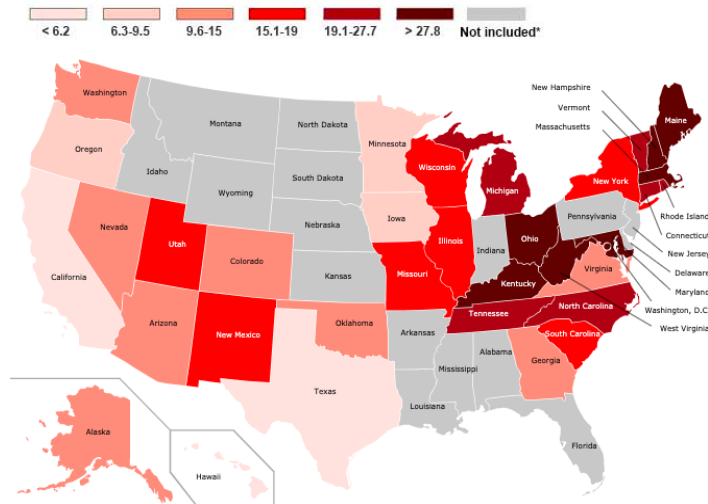 < 6.2 6.3-9.5 9.6-15 15.1-19 19.1-27.7 > 27.8 Not included*
New Hampshire
Washington
Vermont
Maine
Montana
North Dakota
Massachusetts
Minnesota
Oregon
Idaho
Wisconsin
South Dakota
New York
Michigan
Wyoming
Rhode Island
Iowa
Pennsylvania
Nebraska
Connecticut
Nevada
Ohio
Utah
Illinois
Indiana
New Jersey
Colorado
Virginia
Delaware
California
Kansas
Missouri
Kentucky
Maryland
North Carolina
Washington, D.C
Tennessee
Arizona
Oklahoma
New Mexico
Arkansas
West Virginia
South Carolina
Alabama
Georgia
Mississippi
Texas
Louisiana
Alaska
Florida
Hawaii